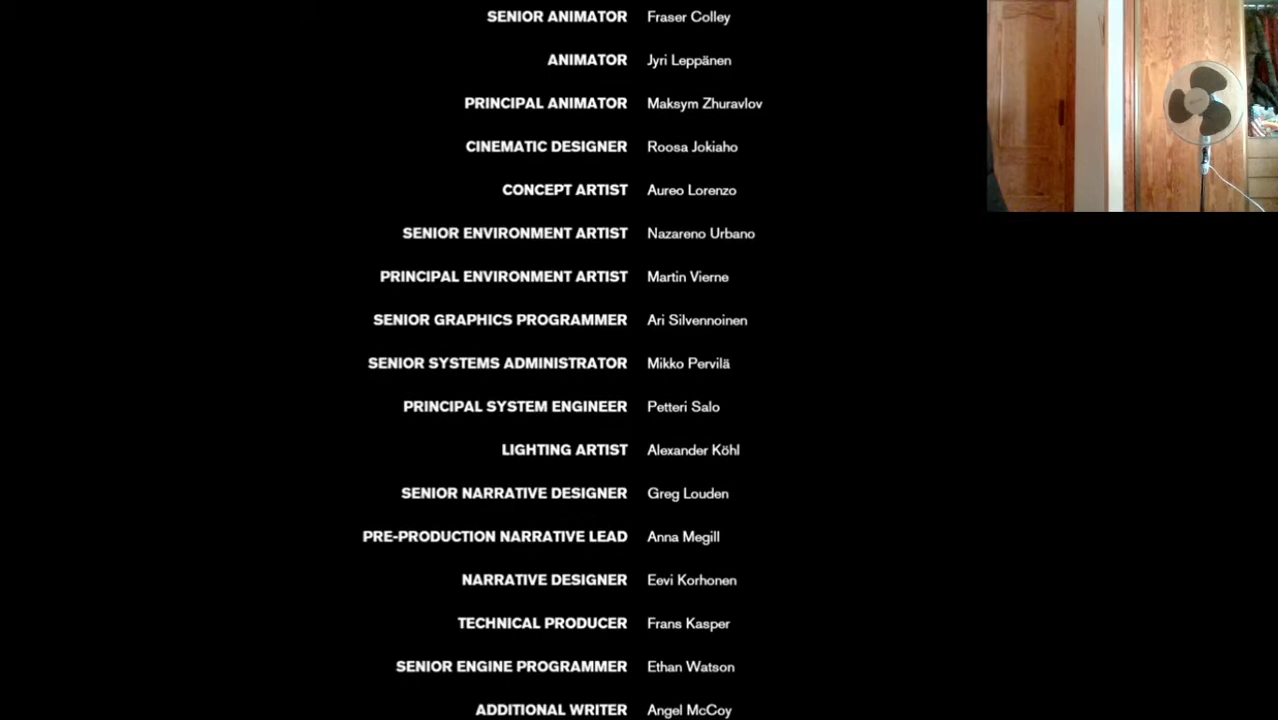 SENIOR ANIMATOR Fraser Colley
ANIMATOR Jyri Leppänen
PRINCIPAL ANIMATOR Maksym Zhuravlov
CINEMATIC DESIGNER Roosa Jokiaho
CONCEPT ARTIST Aureo Lorenzo
SENIOR ENVIRONMENT ARTIST Nazareno Urbano
PRINCIPAL ENVIRONMENT ARTIST Martin Vierne
SENIOR GRAPHICS PROGRAMMER Ari Silvennoinen
SENIOR SYSTEMS ADMINISTRATOR Mikko Pervilä
PRINCIPAL SYSTEM ENGINEER Petteri Salo
LIGHTING ARTIST Alexander Köhl
SENIOR NARRATIVE DESIGNER Greg Louden
PRE-PRODUCTION NARRATIVE LEAD Anna Megill
NARRATIVE DESIGNER Eevi Korhonen
TECHNICAL PRODUCER Frans Kasper
SENIOR ENGINE PROGRAMMER Ethan Watson
ADDITIONAL WRITER Angel McCoy